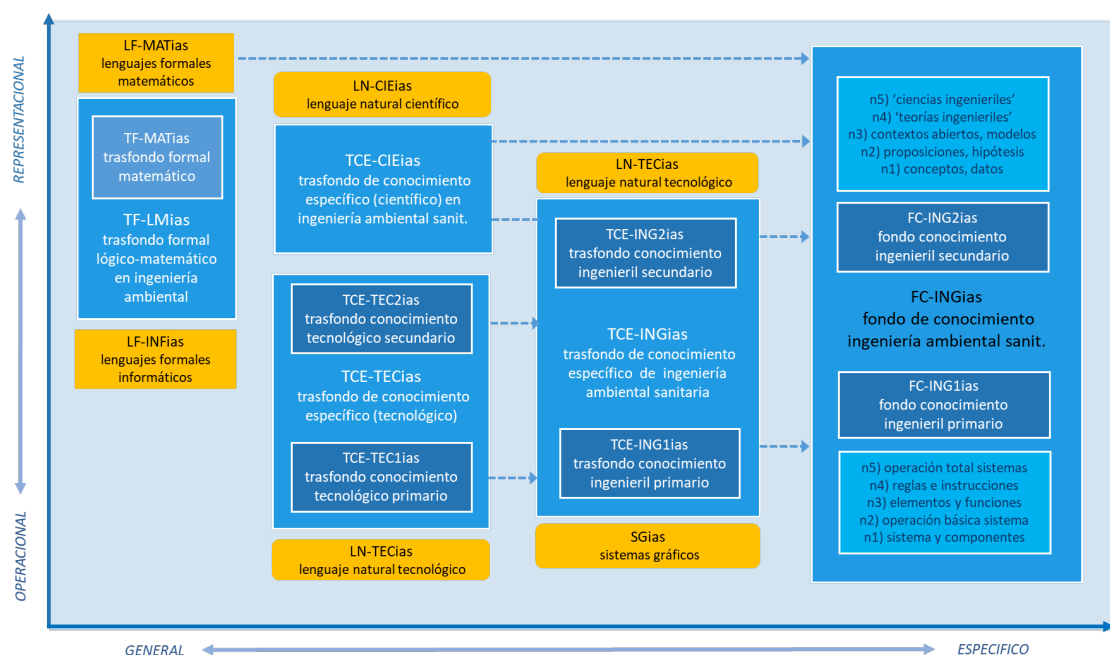 REPRESENTACIONAL
OPERACIONAL
LF-MATias
lenguajes formales
matemáticos
TF-MATias
trasfondo formal
matemático
TF-LMias
trasfondo formal
lógico-matemático
en ingeniería
ambiental
LF-INFias
lenguajes formales
informáticos
LN-CIEias
lenguaje natural científico
TCE-CIEias
trasfondo de conocimiento
específico (científico) en
ingeniería ambiental sanit.
TCE-TEC2ias
trasfondo conocimiento
tecnológico secundario
TCE-TECias
trasfondo de conocimiento
específico (tecnológico)
TCE-TEC1ias
trasfondo conocimiento
tecnológico primario
LN-TECias
lenguaje natural tecnológico
LN-TECias
lenguaje natural tecnológico
TCE-ING2ias
trasfondo conocimiento
ingenieril secundario
TCE-INGias
trasfondo de conocimiento
específico de ingeniería
ambiental sanitaria
TCE-ING1ias
trasfondo conocimiento
ingenieril primario
SGias
sistemas gráficos
n5) ‘ciencias ingenieriles’
n4) ‘teorías ingenieriles’
n3) contextos abiertos, modelos
n2) proposiciones, hipótesis
n1) conceptos, datos
FC-ING2ias
fondo conocimiento
ingenieril secundario
FC-INGias
fondo de conocimiento
ingeniería ambiental sanit.
FC-ING1ias
fondo conocimiento
ingenieril primario
n5) operación total sistemas
n4) reglas e instrucciones
n3) elementos y funciones
n2) operación básica sistema
n1) sistema y componentes
GENERAL
ESPECIFICO